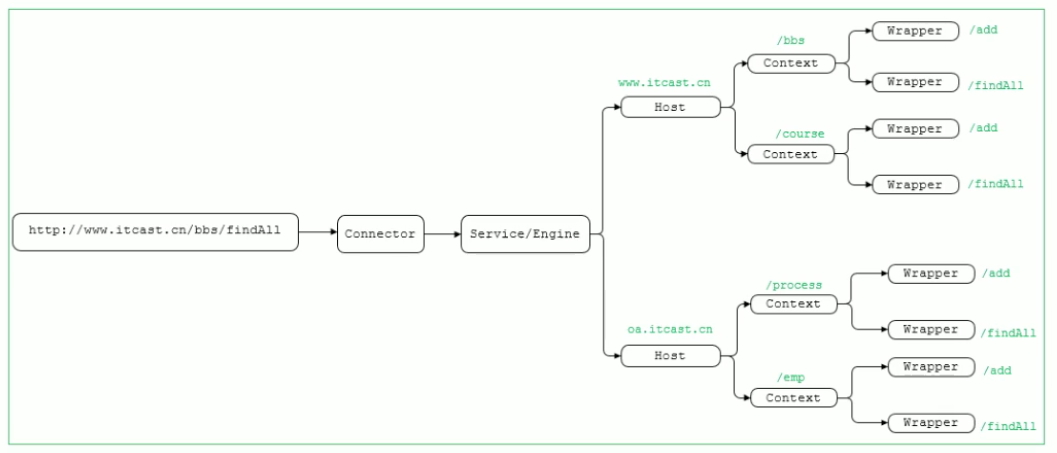 http://www.itcast.cn/bbs/findAll
Connector
Service/Engine
www.itcast.cn
Host
/bbs
Context
Wrapper
/add
Wrapper
/findAll
/course
Context
Wrapper
/add
Wrapper
/findAll
oa.itcast.cn
Host
/process
Context
Wrapper
/add
Wrapper
/findAll
/emp
Context
Wrapper
/add
Wrapper
/findAll